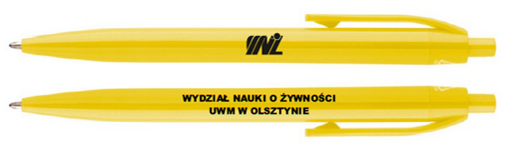 WNŻ
WYDZIAŁ NAUKI O ŻYWNOŚCI
UWM W OLSZTYNIE